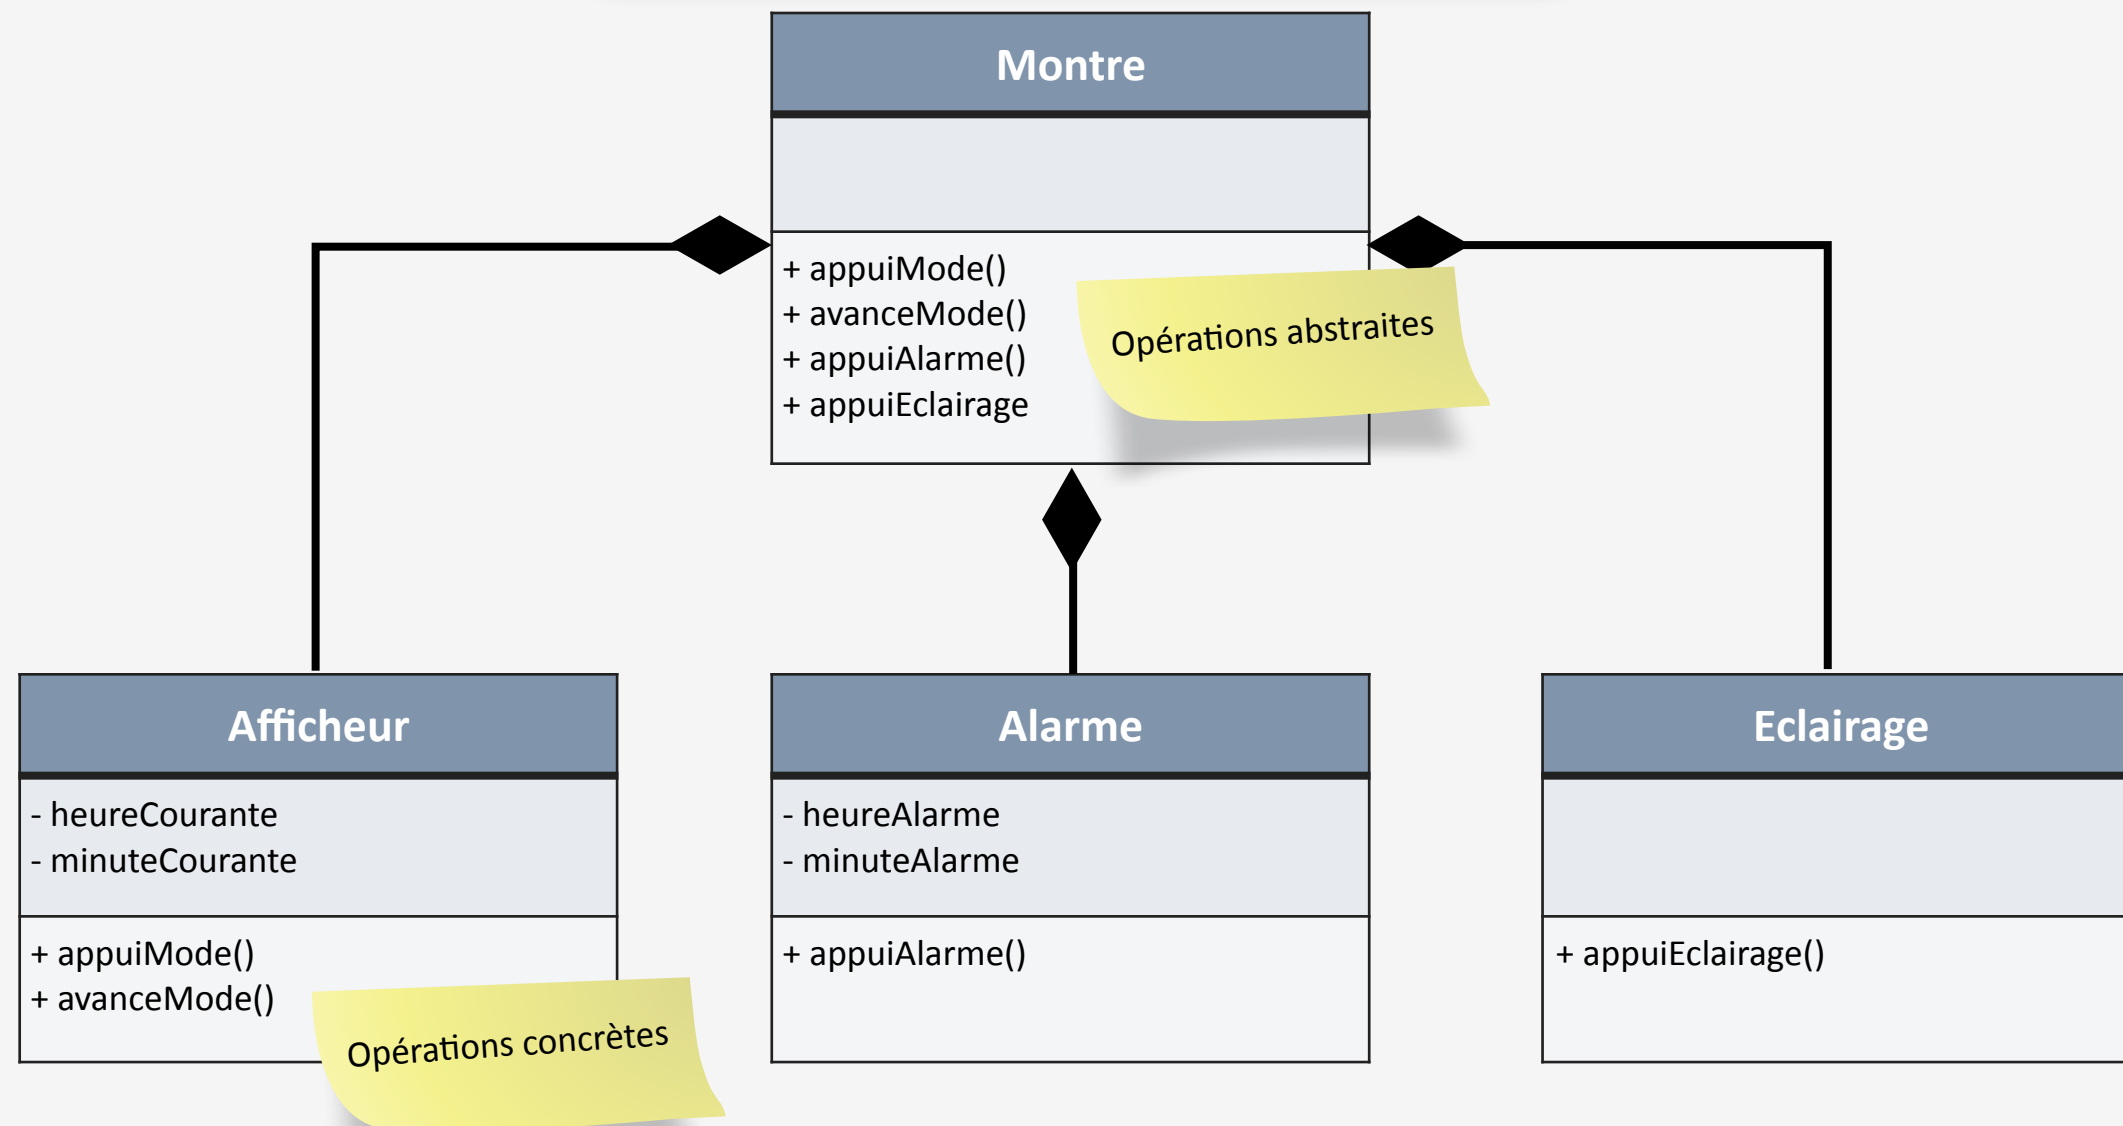 Montre
+ appuiMode()
+ avanceMode()
+ appuiAlarme()
+ appuiEclairage
Opérations abstraites
Afficheur
- heureCourante
- minuteCourante
+ appuiMode()
+ avanceMode()
Opérations concrètes
Alarme
- heureAlarme
- minuteAlarme
+ appuiAlarme()
Eclairage
+ appuiEclairage()